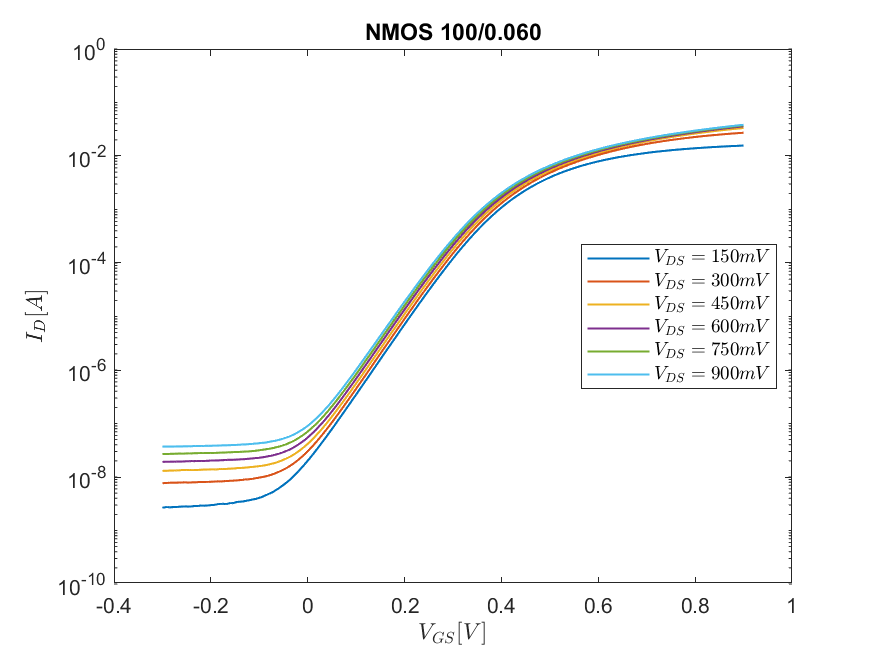 NMOS 100/0.060
10^0
10^-2
10^-4
10^-6
10^-8
10^-10
I_D[A]
V_DS = 150mV
V_DS = 300mV
V_DS = 450mV
V_DS = 600mV
V_DS = 750mV
V_DS = 900mV
-0.4 -0.2 0 0.2 0.4 0.6 0.8 1
V_GS[V]